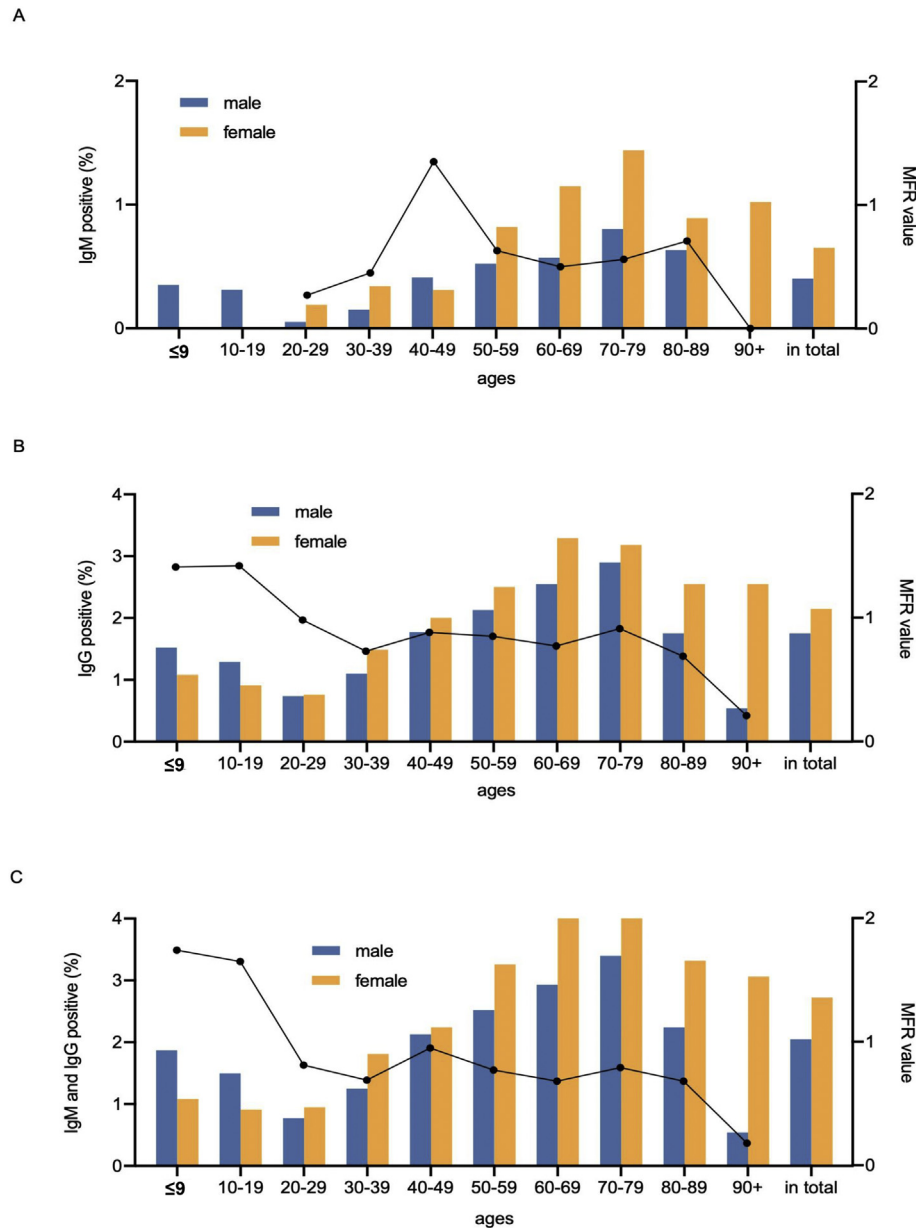 A
2
1
0
IgM positive (%)
male
female
2
1
0
MFR value
≤9 10-19 20-29 30-39 40-49 50-59 60-69 70-79 80-89 90+ in total
ages
B
4
3
2
1
0
IgG positive (%)
male
female
2
1
0
MFR value
≤9 10-19 20-29 30-39 40-49 50-59 60-69 70-79 80-89 90+ in total
ages
C
4
3
2
1
0
IgM and IgG positive (%)
male
female
2
1
0
MFR value
≤9 10-19 20-29 30-39 40-49 50-59 60-69 70-79 80-89 90+ in total
ages